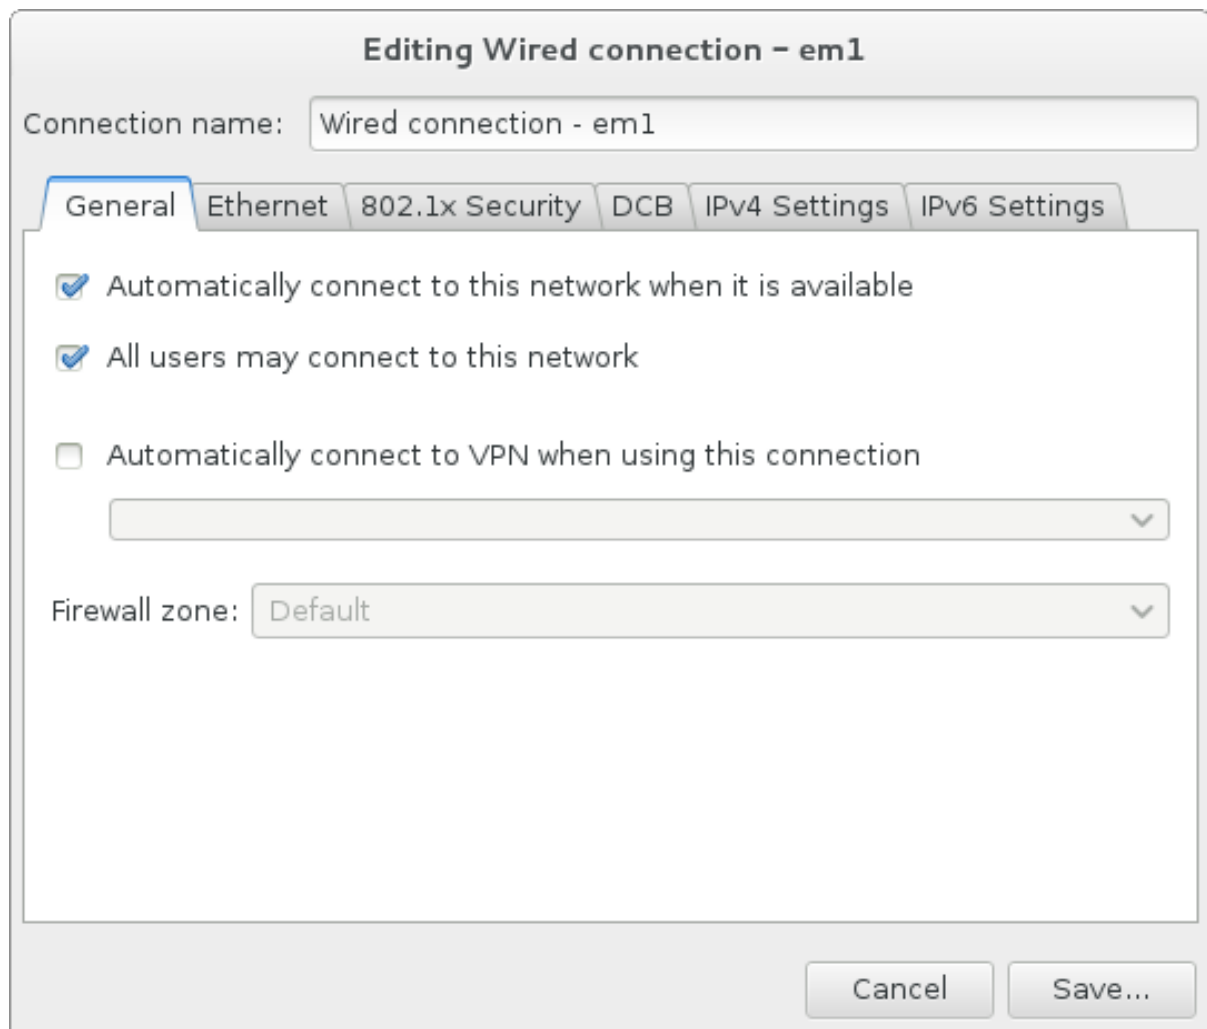 Editing Wired connection – em1
Connection name: Wired connection - em1
General Ethernet 802.1x Security DCB IPv4 Settings IPv6 Settings
Automatically connect to this network when it is available
All users may connect to this network
Automatically connect to VPN when using this connection
Firewall zone: Default
Cancel Save...